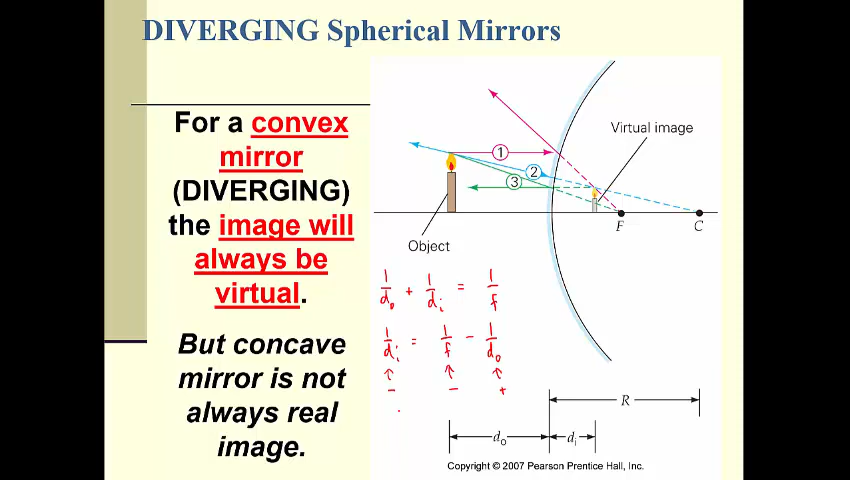 DIVERGING Spherical Mirrors
For a convex
mirror
(DIVERGING)
the image will
always be
virtual.
But concave
mirror is not
always real
image.
Virtual image
1
2
3
F
C
Object
1/dₒ + 1/dᵢ = 1/f
1/dᵢ = 1/f − 1/dₒ
↑ ↑ ↑
− − +
R
dₒ dᵢ
Copyright © 2007 Pearson Prentice Hall, Inc.